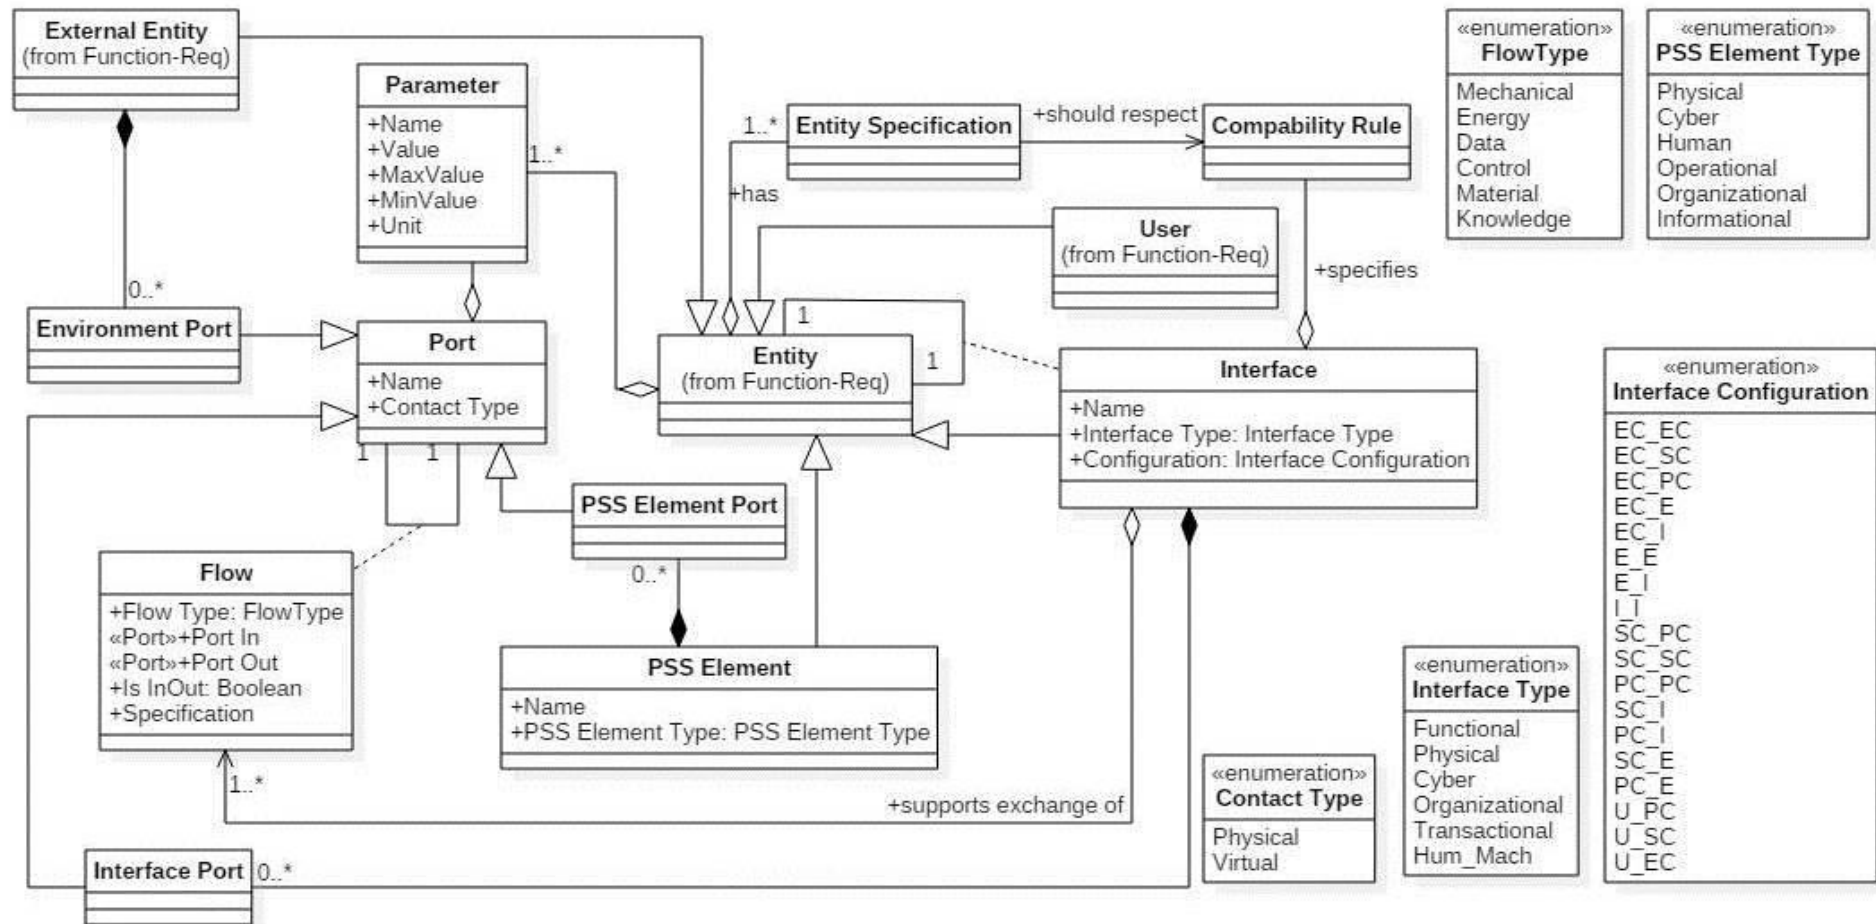 External Entity
(from Function-Req)
Parameter
+Name
+Value
+MaxValue
+MinValue
+Unit
1..*
1..*
Entity Specification
+should respect
Compability Rule
+has
User
(from Function-Req)
+specifies
«enumeration»
FlowType
Mechanical
Energy
Data
Control
Material
Knowledge
«enumeration»
PSS Element Type
Physical
Cyber
Human
Operational
Organizational
Informational
0..*
Environment Port
Port
+Name
+Contact Type
1
1
1
Entity
(from Function-Req)
1
Interface
+Name
+Interface Type: Interface Type
+Configuration: Interface Configuration
«enumeration»
Interface Configuration
EC_EC
EC_SC
EC_PC
EC_E
EC_I
E_E
E_I
I_I
SC_PC
SC_SC
PC_PC
SC_I
PC_I
SC_E
PC_E
U_PC
U_SC
U_EC
PSS Element Port
0..*
Flow
+Flow Type: FlowType
«Port»+Port In
«Port»+Port Out
+Is InOut: Boolean
+Specification
PSS Element
+Name
+PSS Element Type: PSS Element Type
1..*
+supports exchange of
«enumeration»
Contact Type
Physical
Virtual
«enumeration»
Interface Type
Functional
Physical
Cyber
Organizational
Transactional
Hum_Mach
Interface Port
0..*